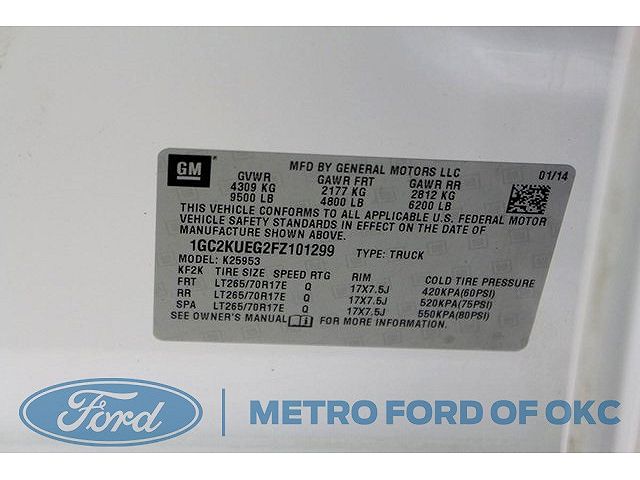 GM
MFD BY GENERAL MOTORS LLC
01/14
GVWR GAWR FRT GAWR RR
4309 KG 2177 KG 2812 KG
9500 LB 4800 LB 6200 LB
THIS VEHICLE CONFORMS TO ALL APPLICABLE U.S. FEDERAL MOTOR
VEHICLE SAFETY STANDARDS IN EFFECT ON THE DATE OF
MANUFACTURE SHOWN ABOVE.
1GC2KUEG2FZ101299 TYPE: TRUCK
MODEL: K25953
KF2K TIRE SIZE SPEED RTG RIM COLD TIRE PRESSURE
FRT LT265/70R17E Q 17X7.5J 420KPA(60PSI)
RR LT265/70R17E Q 17X7.5J 520KPA(75PSI)
SPA LT265/70R17E Q 17X7.5J 550KPA(80PSI)
SEE OWNER'S MANUAL FOR MORE INFORMATION.
Ford METRO FORD OF OKC